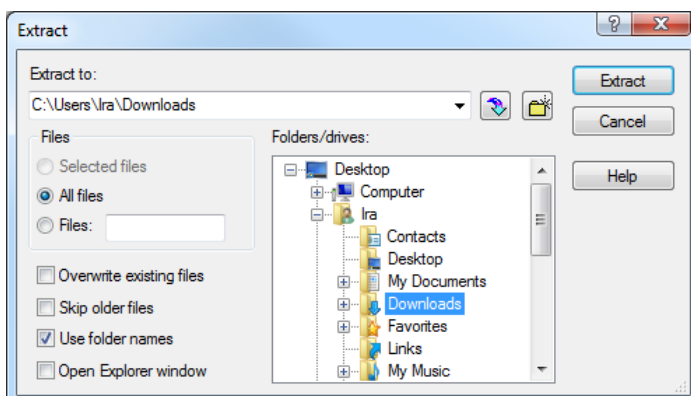 Extract
Extract to:
C:\Users\Ira\Downloads
Files
Selected files
All files
Files:
Overwrite existing files
Skip older files
Use folder names
Open Explorer window
Folders/drives:
Desktop
Computer
Ira
Contacts
Desktop
My Documents
Downloads
Favorites
Links
My Music
Extract
Cancel
Help